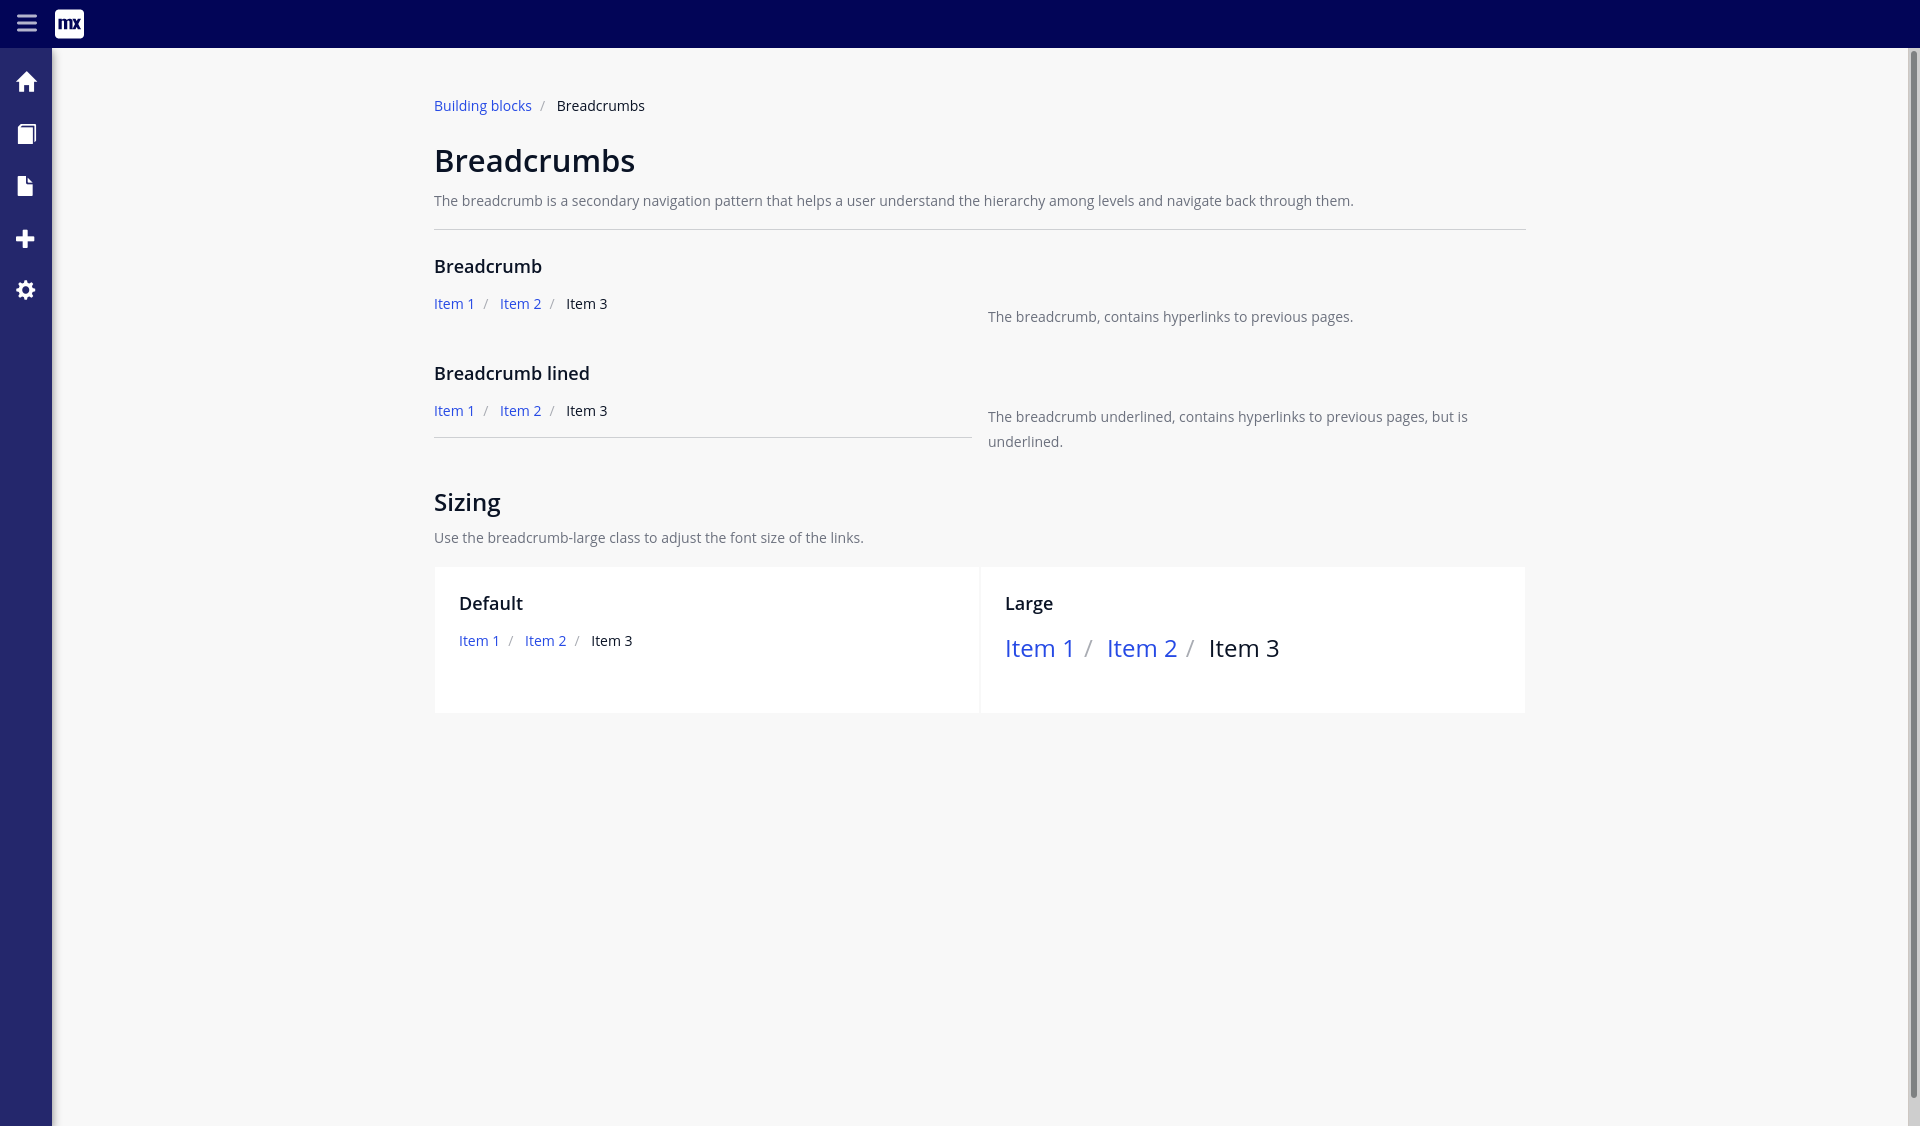 mx
Building blocks / Breadcrumbs
Breadcrumbs
The breadcrumb is a secondary navigation pattern that helps a user understand the hierarchy among levels and navigate back through them.
Breadcrumb
Item 1 / Item 2 / Item 3
The breadcrumb, contains hyperlinks to previous pages.
Breadcrumb lined
Item 1 / Item 2 / Item 3
The breadcrumb underlined, contains hyperlinks to previous pages, but is
underlined.
Sizing
Use the breadcrumb-large class to adjust the font size of the links.
Default
Item 1 / Item 2 / Item 3
Large
Item 1 / Item 2 / Item 3